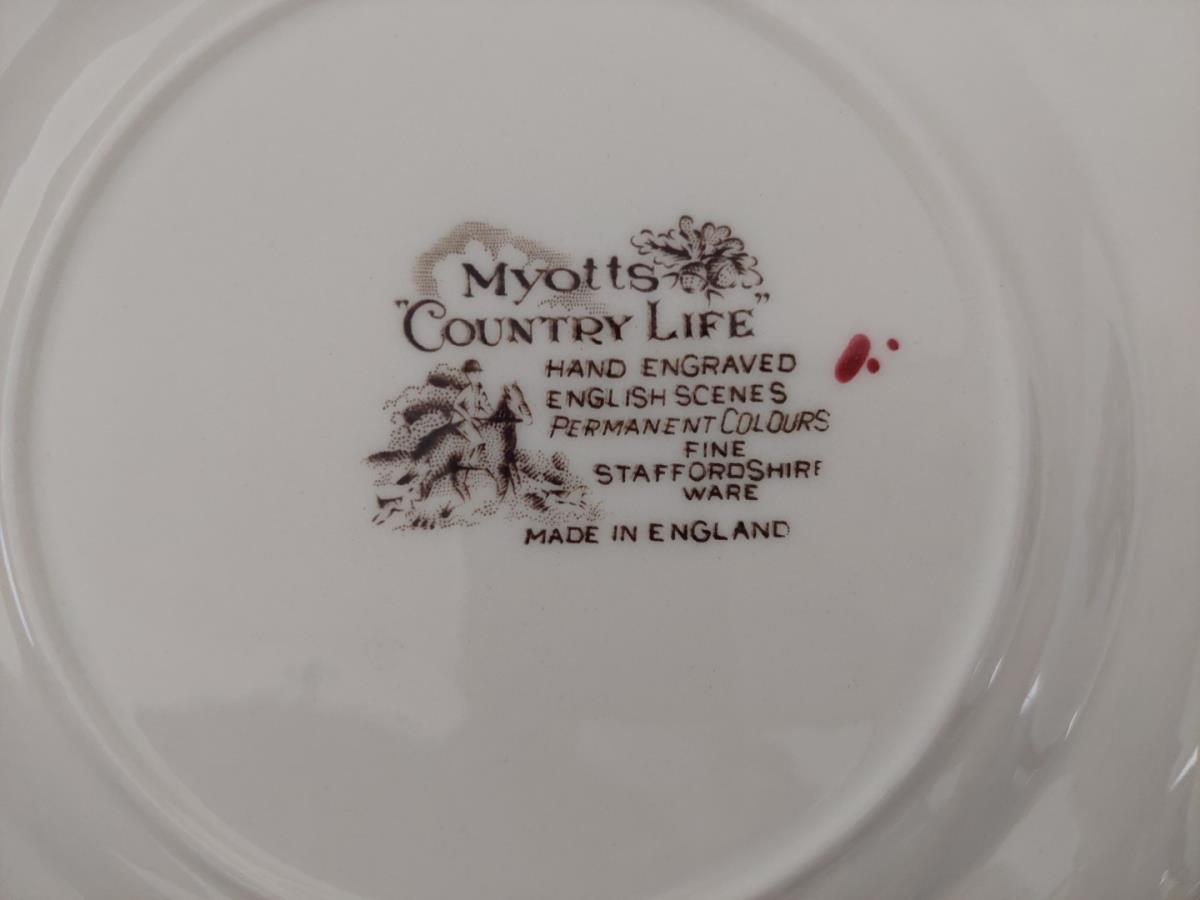 Myotts
"COUNTRY LIFE"
HAND ENGRAVED
ENGLISH SCENES
PERMANENT COLOURS
FINE
STAFFORDSHIRE
WARE
MADE IN ENGLAND